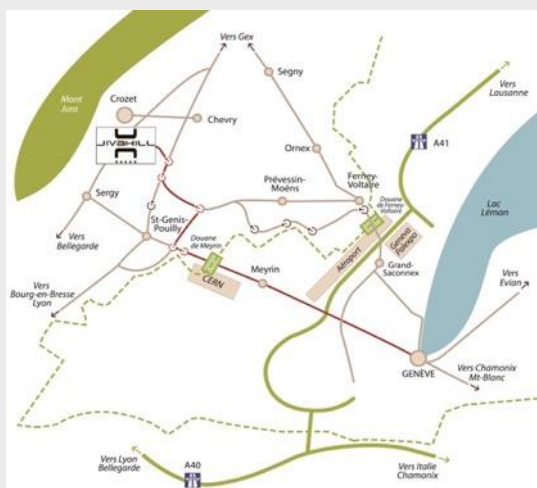 Vers Gex
Segny
Mont
Jura
Crozet
Chevry
JIVAHILL
Vers
Lausanne
A41
Ornex
Prévessin-
Moëns
Ferney-
Voltaire
Douane
de Ferney-
Voltaire
Lac
Léman
Sergy
St-Genis-
Pouilly
Vers
Bellegarde
Douane
de Meyrin
Genève
Palexpo
Aéroport
Grand-
Saconnex
Vers
Bourg-en-Bresse
Lyon
CERN
Meyrin
Vers
Evian
GENÈVE
Vers Chamonix
Mt-Blanc
Vers Lyon
Bellegarde
A40
Vers Italie
Chamonix